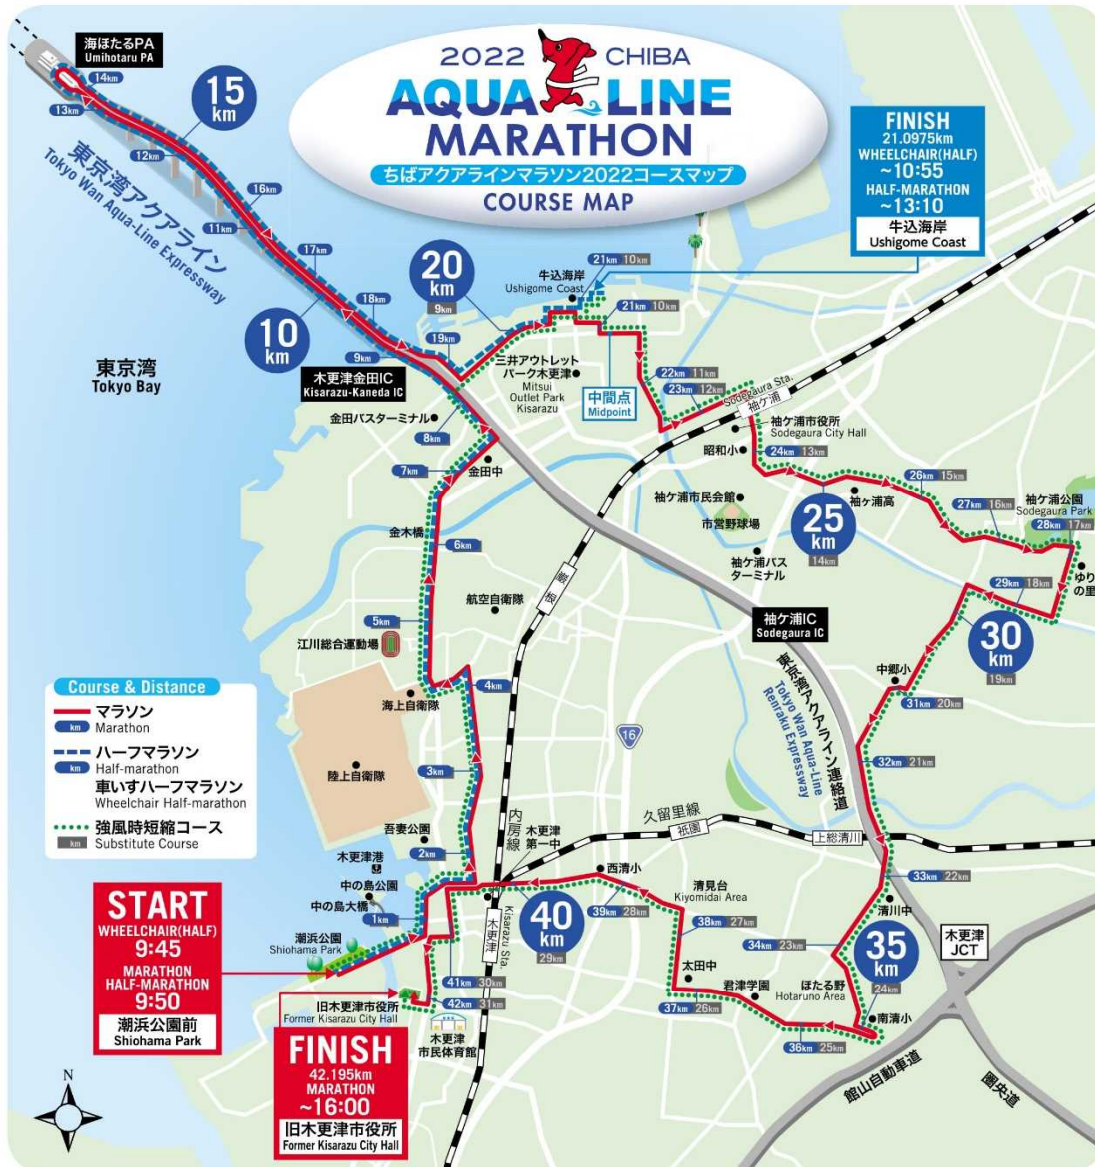 2022 CHIBA
AQUA LINE
MARATHON
ちばアクアラインマラソン2022コースマップ
COURSE MAP
海ほたるPA
Umihotaru PA
14km
13km
15
km
12km
16km
11km
17km
東京湾アクアライン
Tokyo Wan Aqua-Line Expressway
10
km
18km
9km
19km
20
km
9km
東京湾
Tokyo Bay
木更津金田IC
Kisarazu-Kaneda IC
FINISH
21.0975km
WHEELCHAIR(HALF)
~10:55
HALF-MARATHON
~13:10
牛込海岸
Ushigome Coast
牛込海岸
Ushigome Coast
21km 10km
21km 10km
三井アウトレット
パーク木更津
Mitsui
Outlet Park
Kisarazu
中間点
Midpoint
22km 11km
23km 12km
Sodegaura Sta.
袖ケ浦
袖ケ浦市役所
Sodegaura City Hall
昭和小
24km 13km
金田バスターミナル
8km
7km
金田中
金木橋
6km
袖ケ浦市民会館
市営野球場
25
km
14km
袖ケ浦高
26km 15km
27km 16km
袖ケ浦公園
Sodegaura Park
28km 17km
ゆり
の里
29km 18km
30
km
19km
袖ケ浦バス
ターミナル
巌根
航空自衛隊
5km
江川総合運動場
袖ケ浦IC
Sodegaura IC
中郷小
31km 20km
東京湾アクアライン連絡道
Tokyo Wan Aqua-Line
Renraku Expressway
32km 21km
4km
海上自衛隊
16
3km
陸上自衛隊
Course & Distance
マラソン
km Marathon
ハーフマラソン
km Half-marathon
車いすハーフマラソン
Wheelchair Half-marathon
強風時短縮コース
km Substitute Course
内房線
久留里線
祇園
上総清川
吾妻公園
2km
木更津
第一中
木更津港
中の島公園
中の島大橋
1km
潮浜公園
Shiohama Park
西清小
清見台
Kiyomidai Area
33km 22km
清川中
39km 28km
38km 27km
34km 23km
35
km
24km
木更津
JCT
40
km
29km
木更津
Kisarazu Sta.
太田中
君津学園
ほたる野
Hotaruno Area
南清小
37km 26km
36km 25km
41km 30km
42km 31km
旧木更津市役所
Former Kisarazu City Hall
木更津
市民体育館
館山自動車道
圏央道
START
WHEELCHAIR(HALF)
9:45
MARATHON
HALF-MARATHON
9:50
潮浜公園前
Shiohama Park
FINISH
42.195km
MARATHON
~16:00
旧木更津市役所
Former Kisarazu City Hall
N